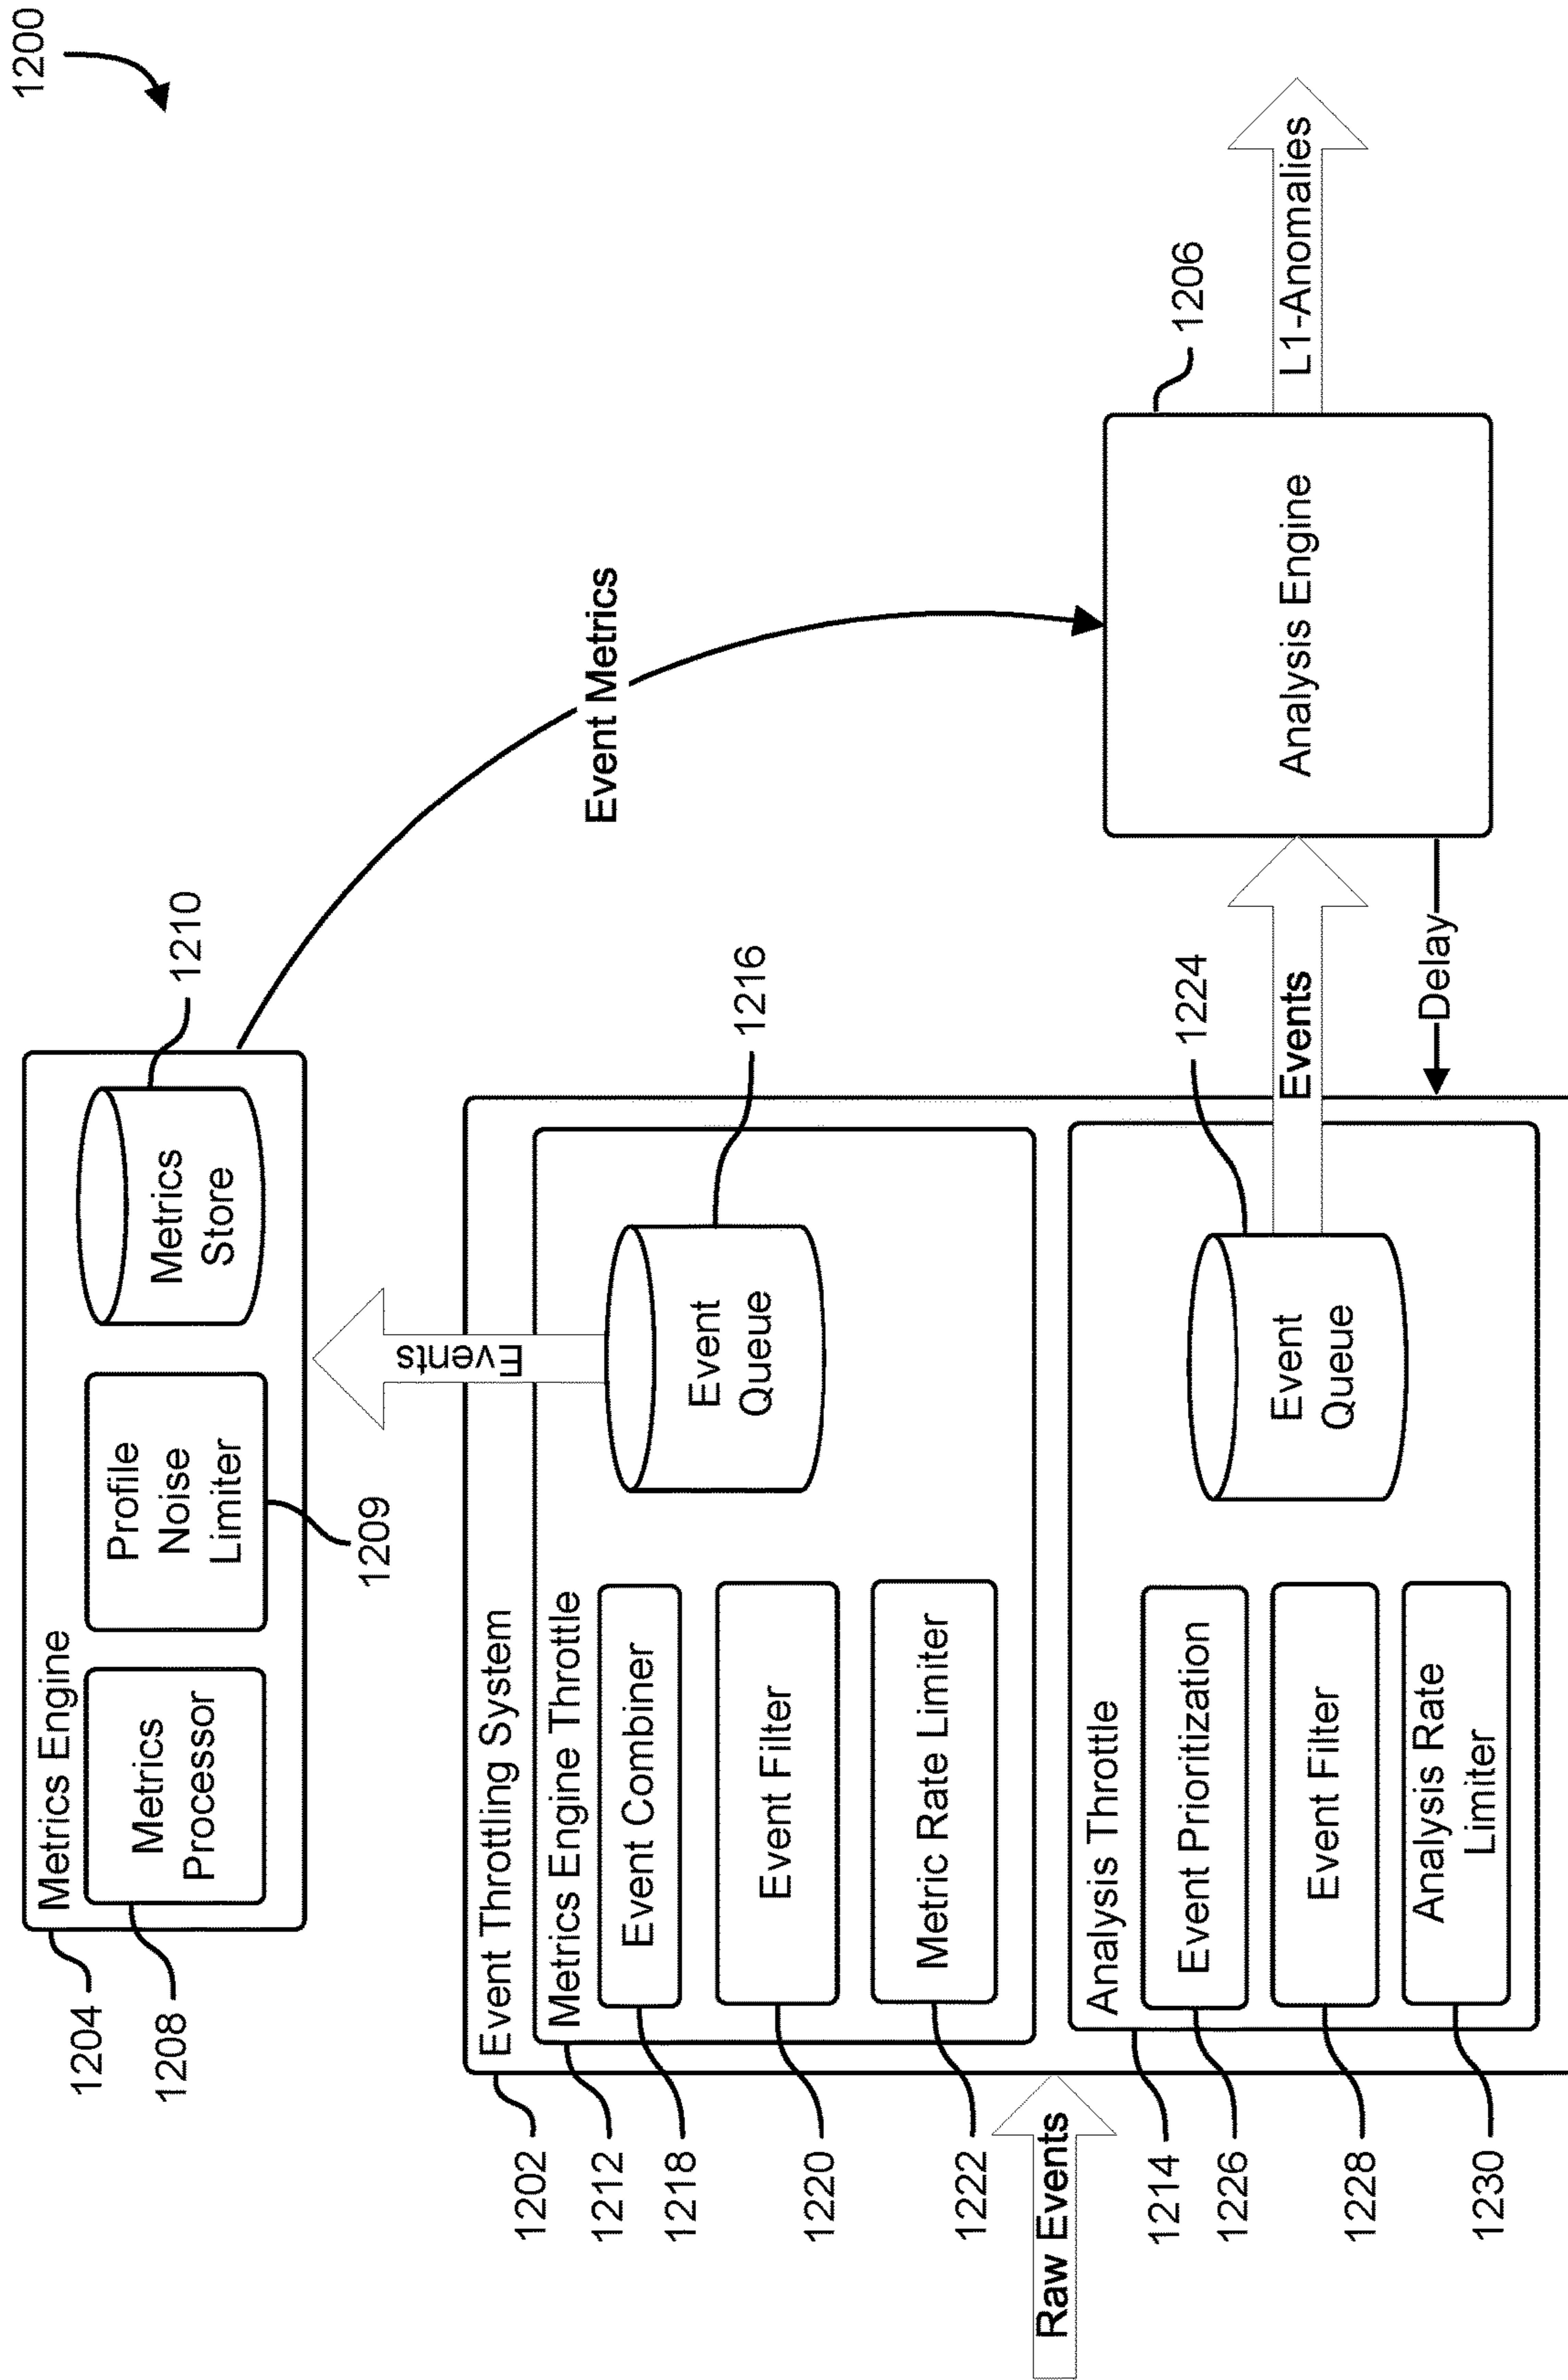 1200
Metrics Engine
Metrics
Processor
Profile
Noise
Limiter
Metrics
Store
1204
1208
1209
1210
Event Metrics
Event Throttling System
Metrics Engine Throttle
Event Combiner
Event Filter
Metric Rate Limiter
Event
Queue
Events
1202
1212
1218
1220
1222
1216
Raw Events
Analysis Throttle
Event Prioritization
Event Filter
Analysis Rate
Limiter
Event
Queue
1214
1226
1228
1230
1224
Events
Delay
Analysis Engine
1206
L1-Anomalies